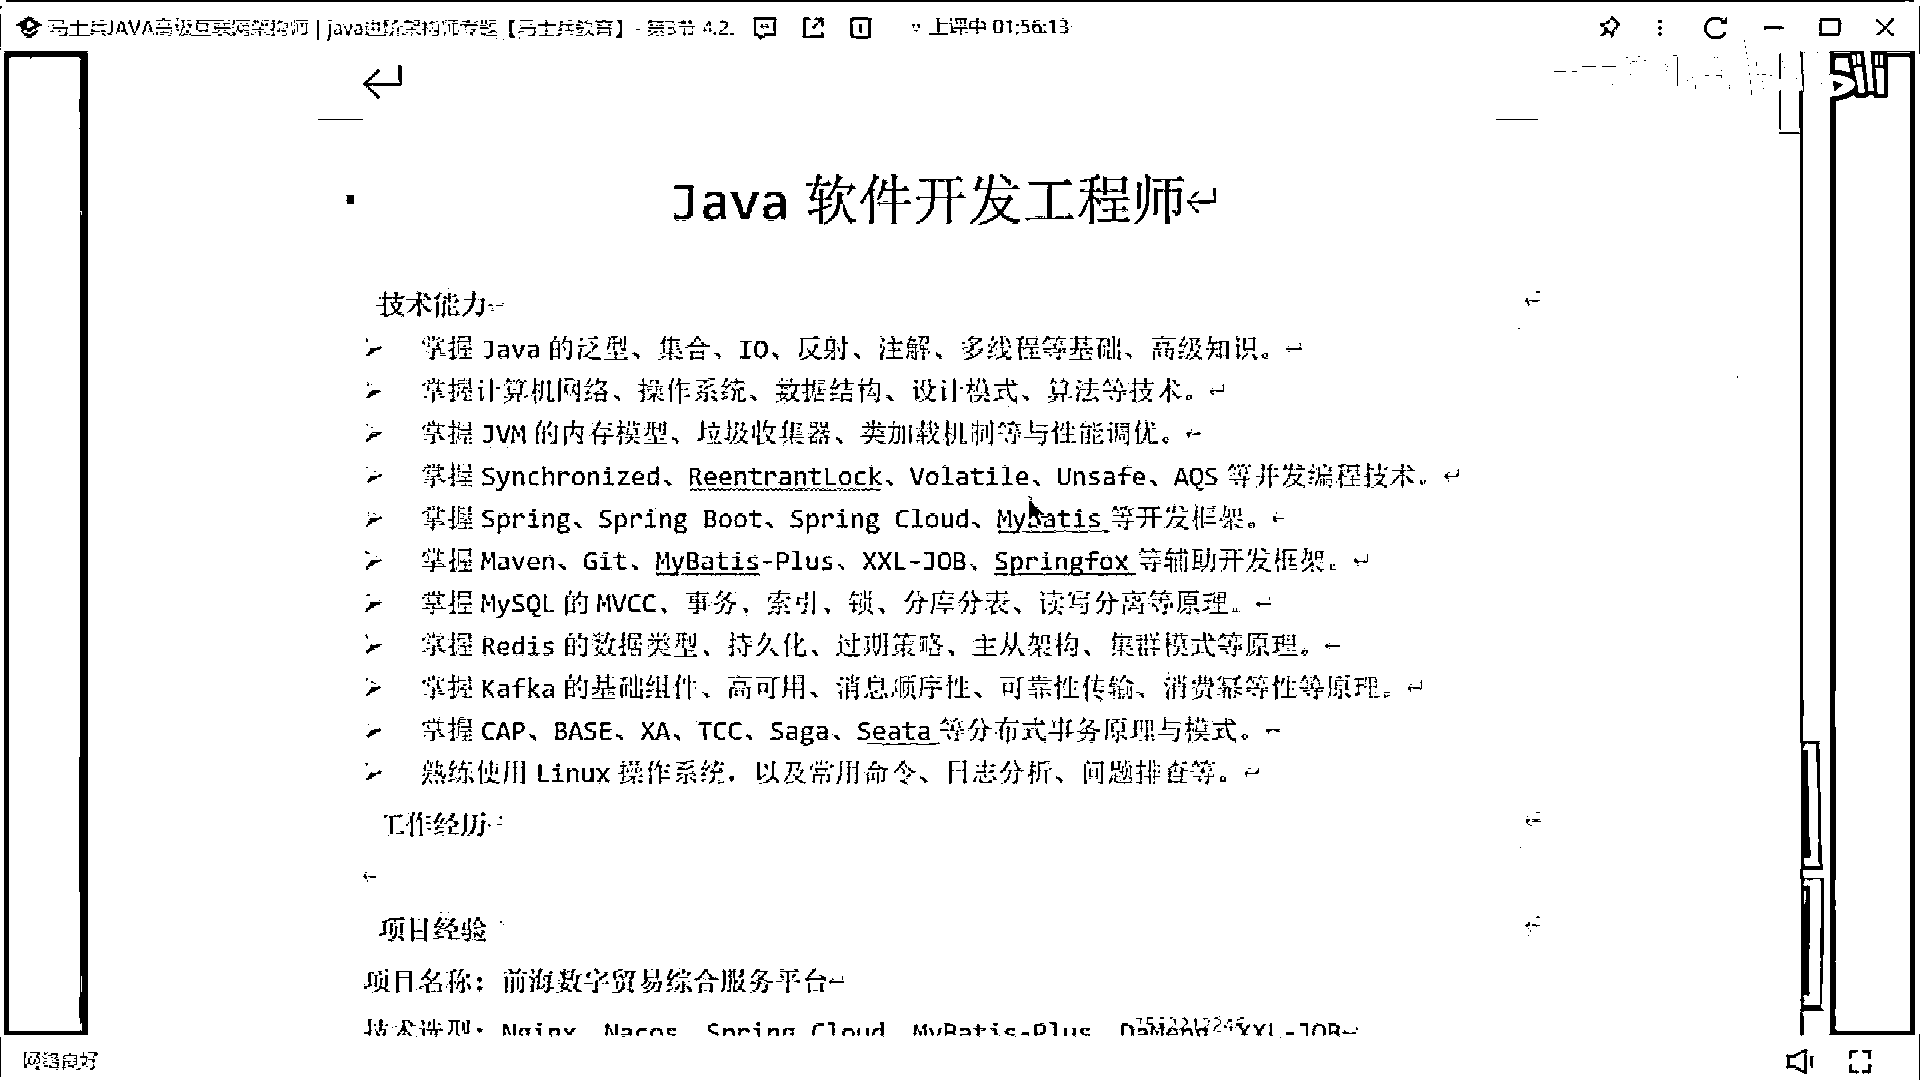 马士兵JAVA高级互联网架构师 | java进阶架构师专题【马士兵教育】- 第3节 4.2. 上课中 01:56:13
Java 软件开发工程师
技术能力
掌握 Java 的泛型、集合、IO、反射、注解、多线程等基础、高级知识。
掌握计算机网络、操作系统、数据结构、设计模式、算法等技术。
掌握 JVM 的内存模型、垃圾收集器、类加载机制等与性能调优。
掌握 Synchronized、ReentrantLock、Volatile、Unsafe、AQS 等并发编程技术。
掌握 Spring、Spring Boot、Spring Cloud、MyBatis 等开发框架。
掌握 Maven、Git、MyBatis-Plus、XXL-JOB、Springfox 等辅助开发框架。
掌握 MySQL 的 MVCC、事务、索引、锁、分库分表、读写分离等原理。
掌握 Redis 的数据类型、持久化、过期策略、主从架构、集群模式等原理。
掌握 Kafka 的基础组件、高可用、消息顺序性、可靠性传输、消费幂等性等原理。
掌握 CAP、BASE、XA、TCC、Saga、Seata 等分布式事务原理与模式。
熟练使用 Linux 操作系统，以及常用命令、日志分析、问题排查等。
工作经历
项目经验
项目名称：前海数字贸易综合服务平台
技术选型：Nginx、Nacos、Spring Cloud、MyBatis-Plus、DaMeng、XXL-JOB
网络良好